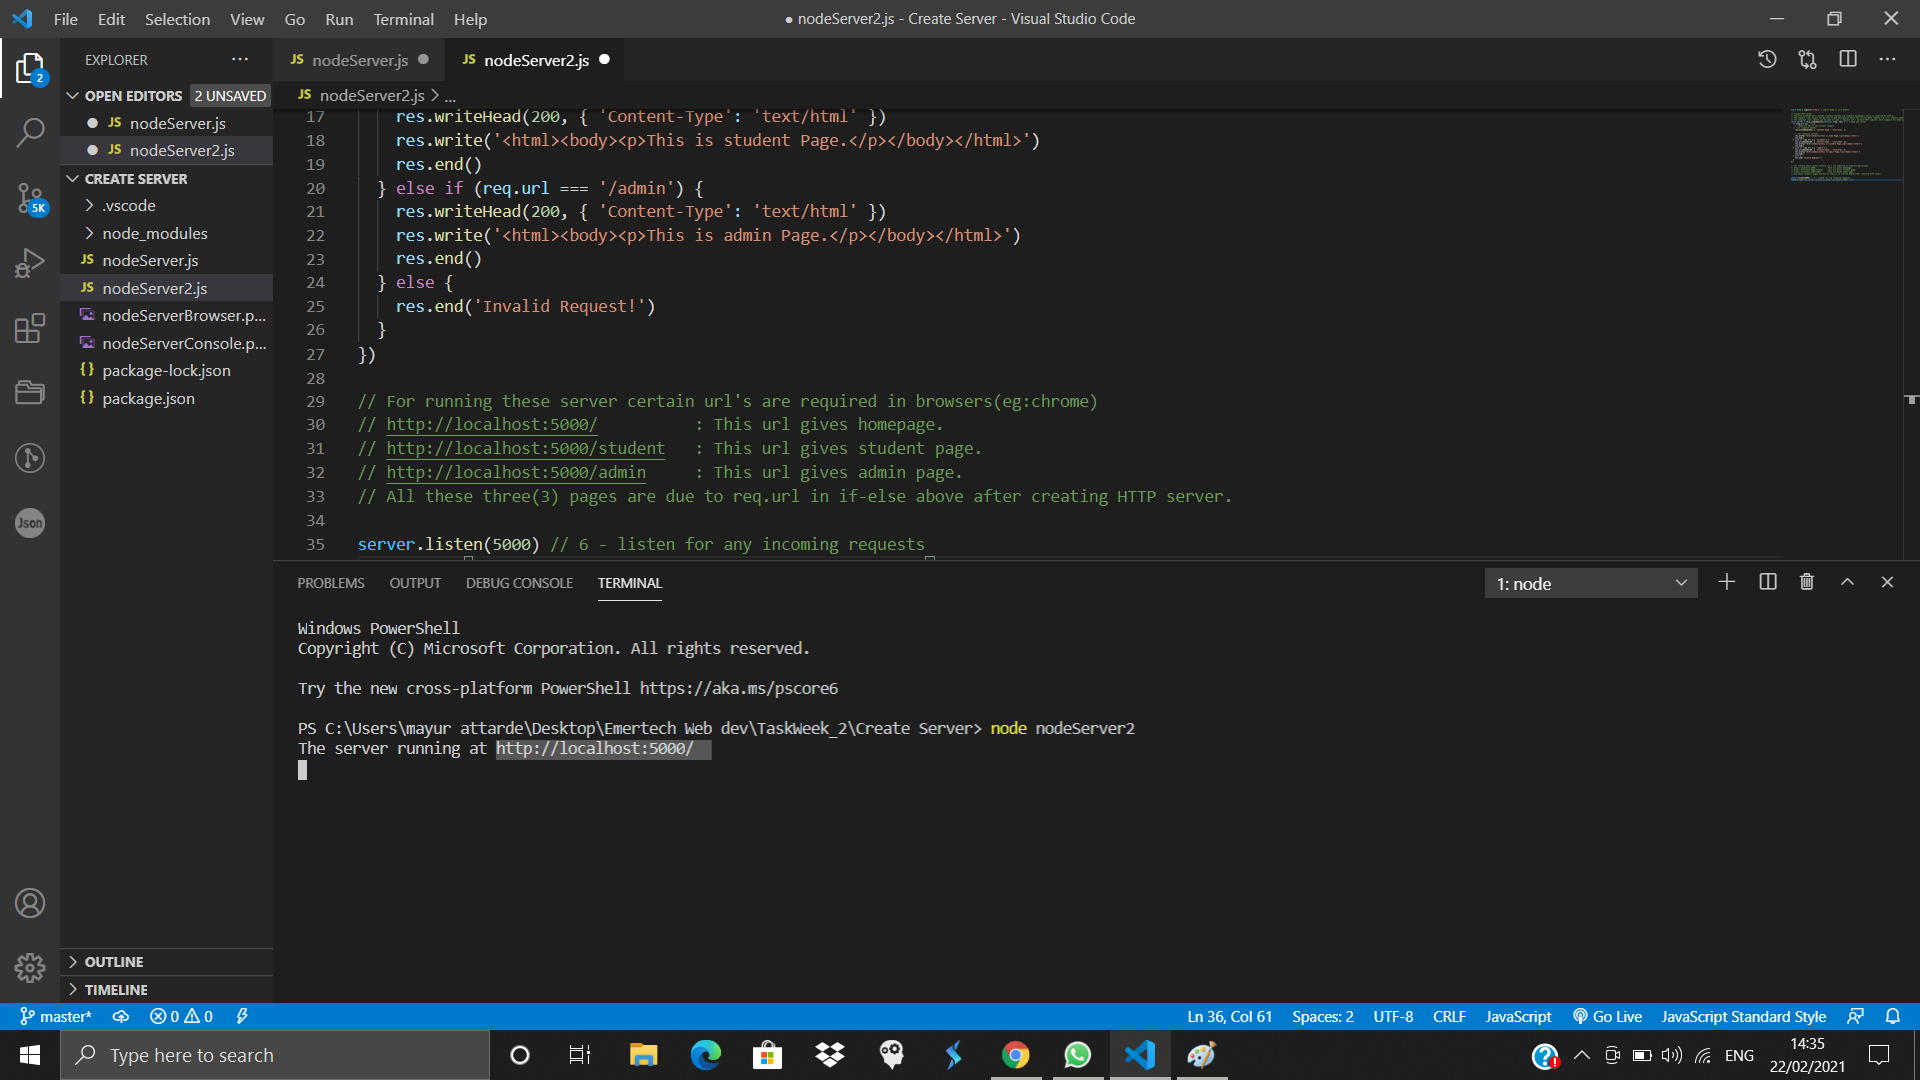 File Edit Selection View Go Run Terminal Help
● nodeServer2.js - Create Server - Visual Studio Code
EXPLORER
JS nodeServer.js
JS nodeServer2.js
JS nodeServer2.js > ...
OPEN EDITORS 2 UNSAVED
JS nodeServer.js
JS nodeServer2.js
CREATE SERVER
.vscode
node_modules
JS nodeServer.js
JS nodeServer2.js
nodeServerBrowser.p...
nodeServerConsole.p...
{} package-lock.json
{} package.json
2
5K
Json
OUTLINE
TIMELINE
17 res.writeHead(200, { 'Content-Type': 'text/html' })
18 res.write('<html><body><p>This is student Page.</p></body></html>')
19 res.end()
20 } else if (req.url === '/admin') {
21 res.writeHead(200, { 'Content-Type': 'text/html' })
22 res.write('<html><body><p>This is admin Page.</p></body></html>')
23 res.end()
24 } else {
25 res.end('Invalid Request!')
26 }
27 })
28
29 // For running these server certain url's are required in browsers(eg:chrome)
30 // http://localhost:5000/ : This url gives homepage.
31 // http://localhost:5000/student : This url gives student page.
32 // http://localhost:5000/admin : This url gives admin page.
33 // All these three(3) pages are due to req.url in if-else above after creating HTTP server.
34
35 server.listen(5000) // 6 - listen for any incoming requests
PROBLEMS OUTPUT DEBUG CONSOLE TERMINAL
1: node
Windows PowerShell
Copyright (C) Microsoft Corporation. All rights reserved.
Try the new cross-platform PowerShell https://aka.ms/pscore6
PS C:\Users\mayur attarde\Desktop\Emertech Web dev\TaskWeek_2\Create Server> node nodeServer2
The server running at http://localhost:5000/
master* 0 0
Ln 36, Col 61 Spaces: 2 UTF-8 CRLF JavaScript Go Live JavaScript Standard Style
Type here to search
ENG
14:35
22/02/2021